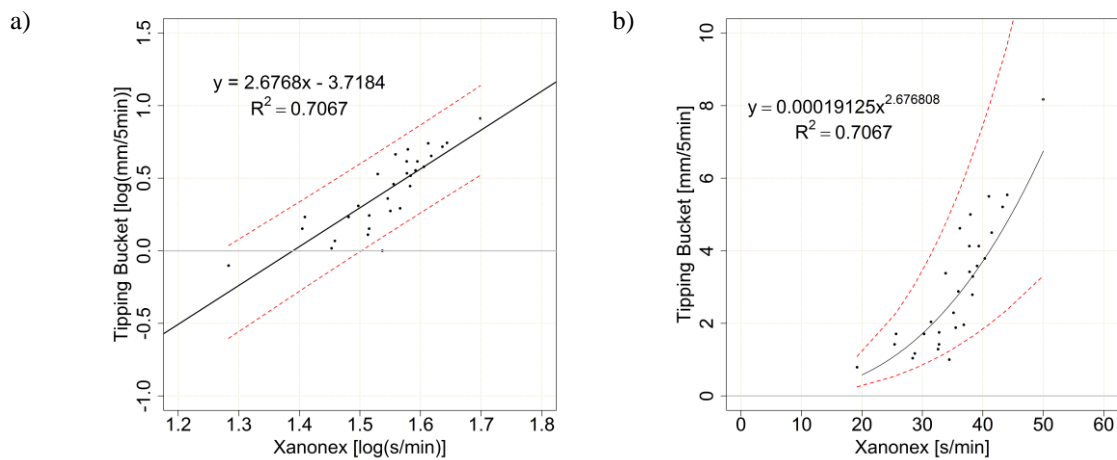 a)
Tipping Bucket [log(mm/5min)]
1.5
1.0
0.5
0.0
-0.5
-1.0
y = 2.6768x - 3.7184
R² = 0.7067
1.2 1.3 1.4 1.5 1.6 1.7 1.8
Xanonex [log(s/min)]
b)
Tipping Bucket [mm/5min]
10
8
6
4
2
0
y = 0.00019125x^2.676808
R² = 0.7067
0 10 20 30 40 50 60
Xanonex [s/min]